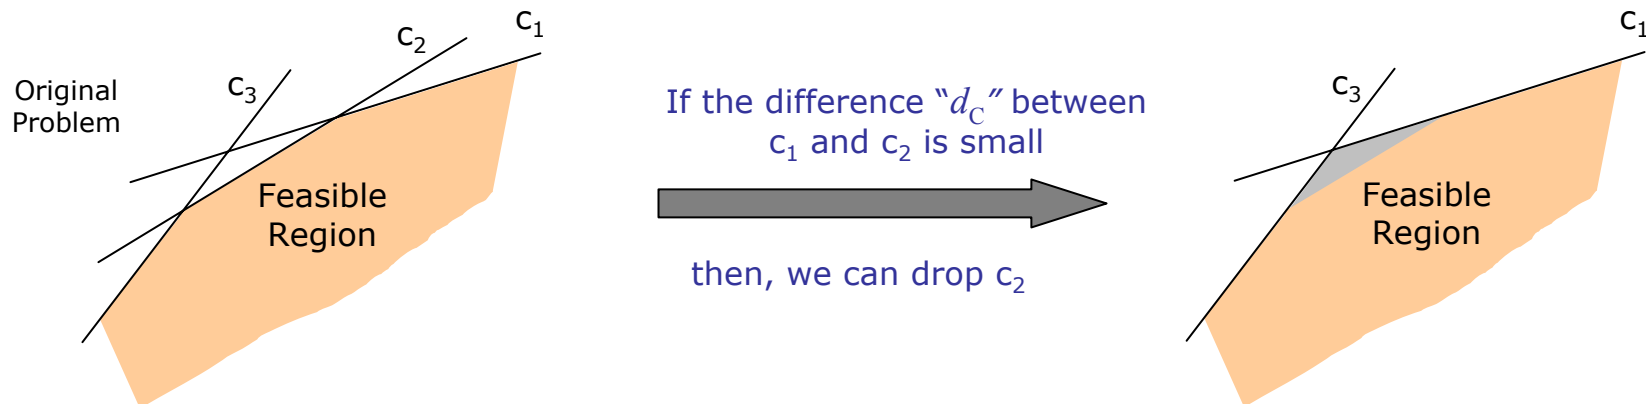 Original
Problem
c3
c2
c1
Feasible
Region
If the difference “dC” between
c1 and c2 is small
then, we can drop c2
c3
c1
Feasible
Region